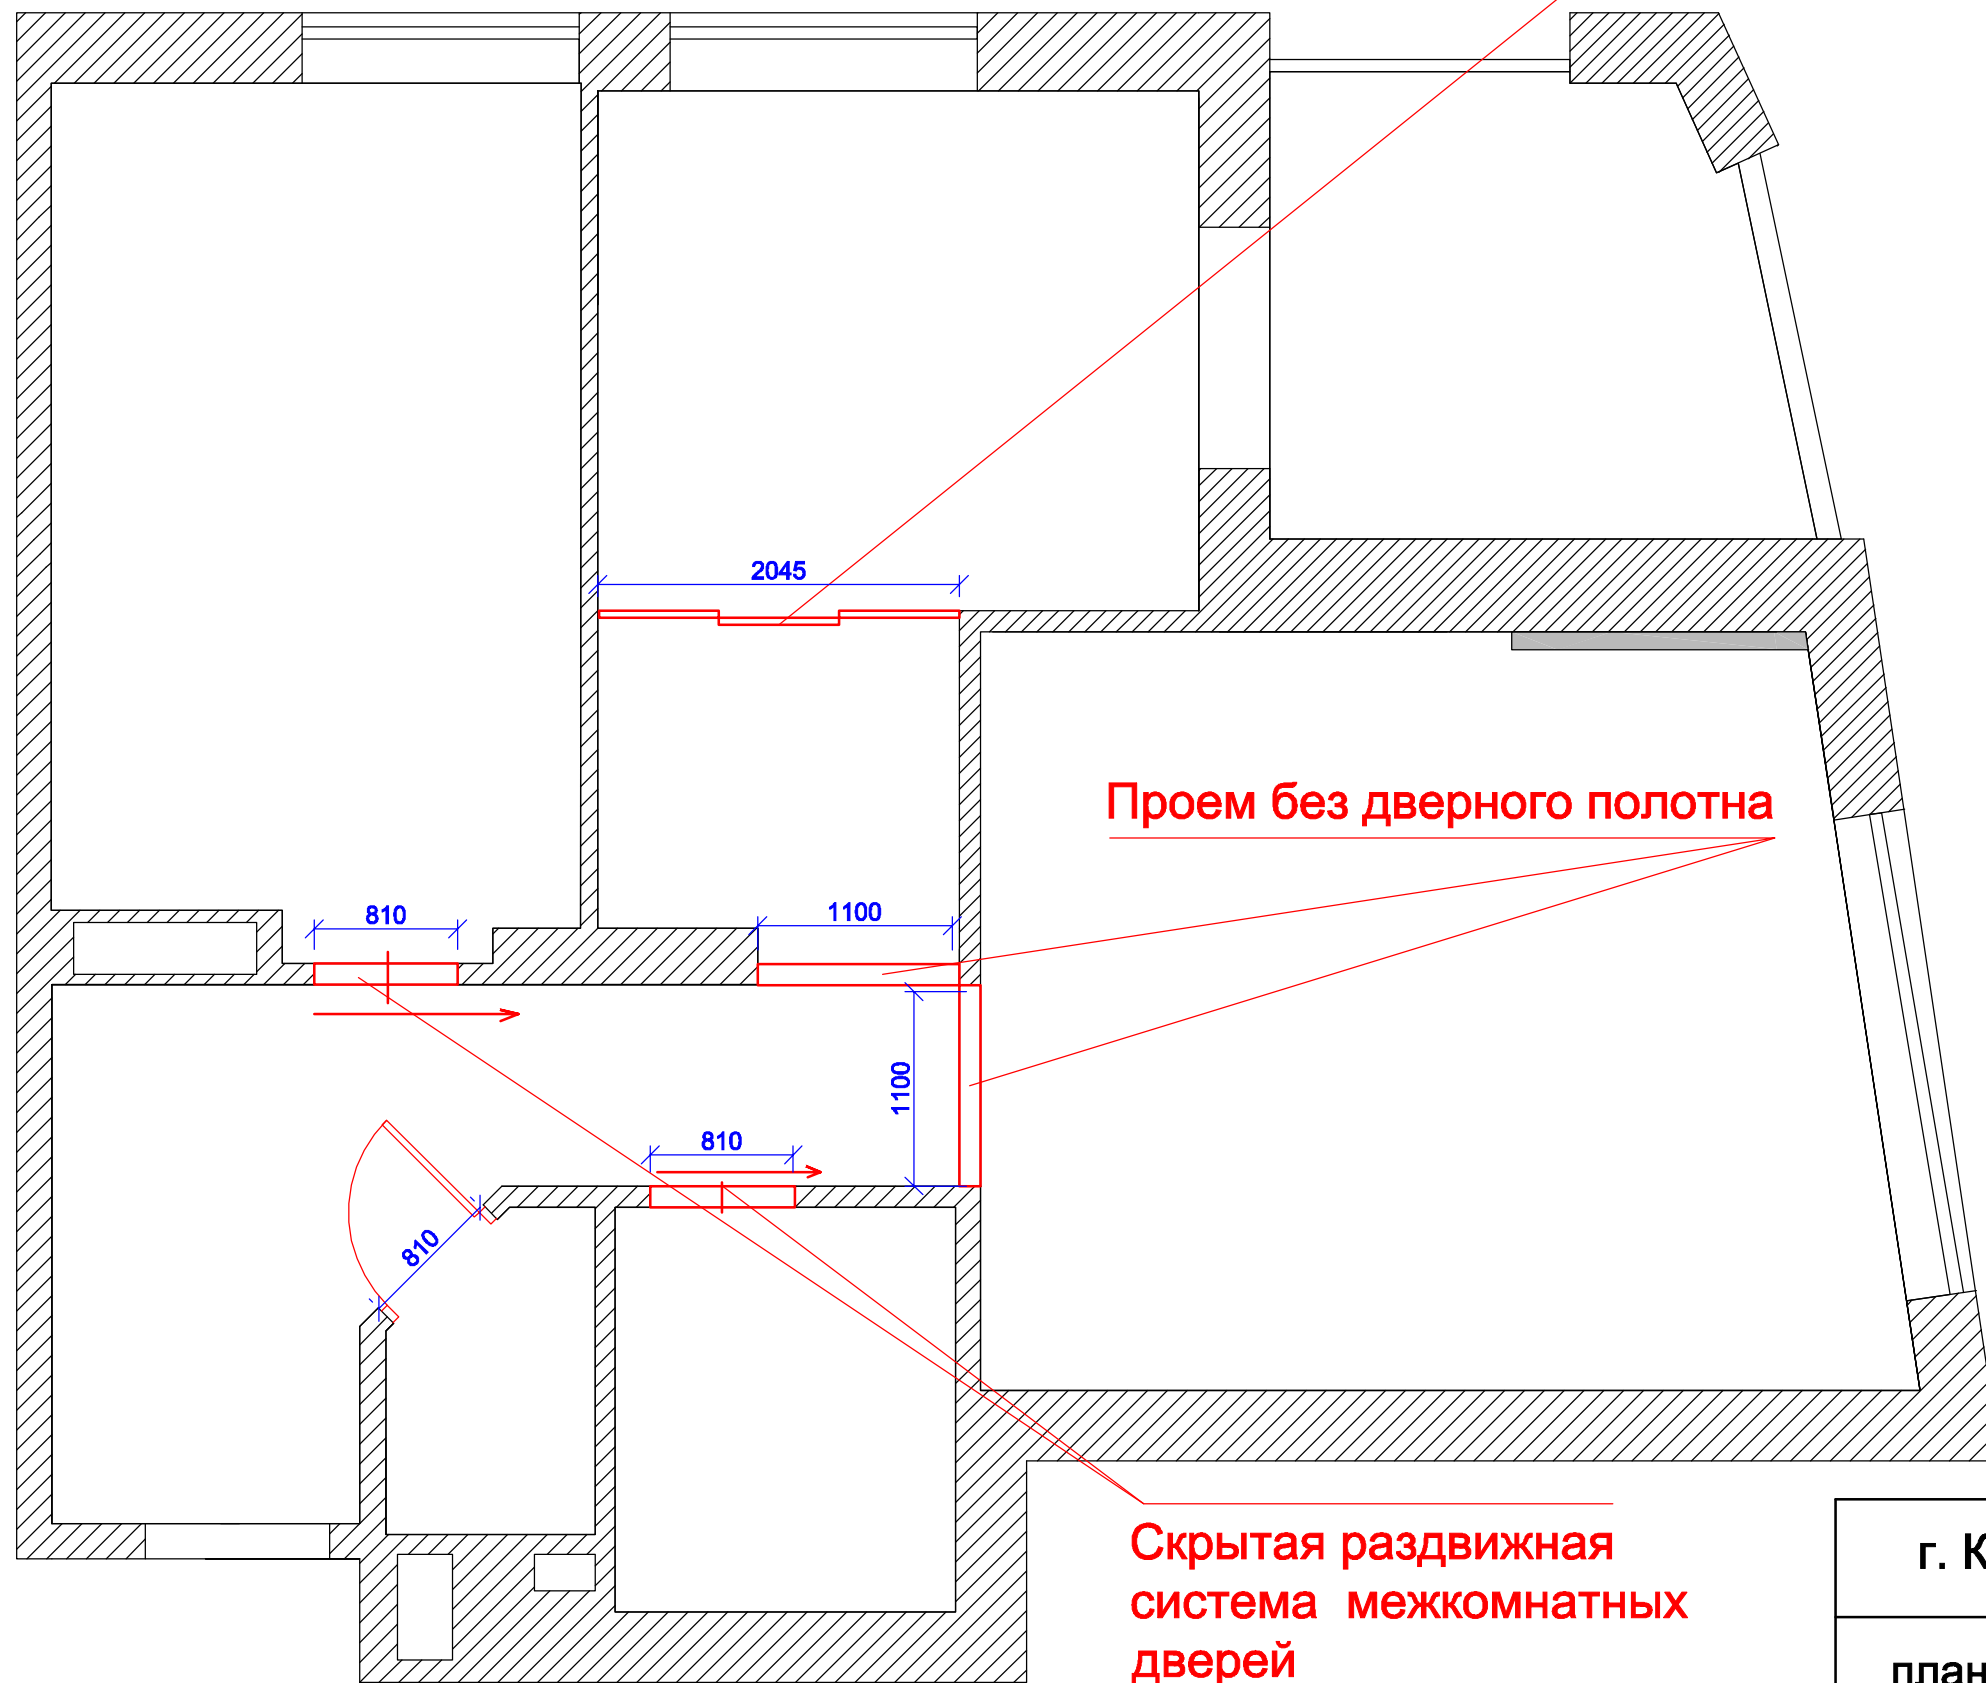 2045
Проем без дверного полотна
810
1100
1100
810
810
Скрытая раздвижная
система межкомнатных
дверей
г. К
план